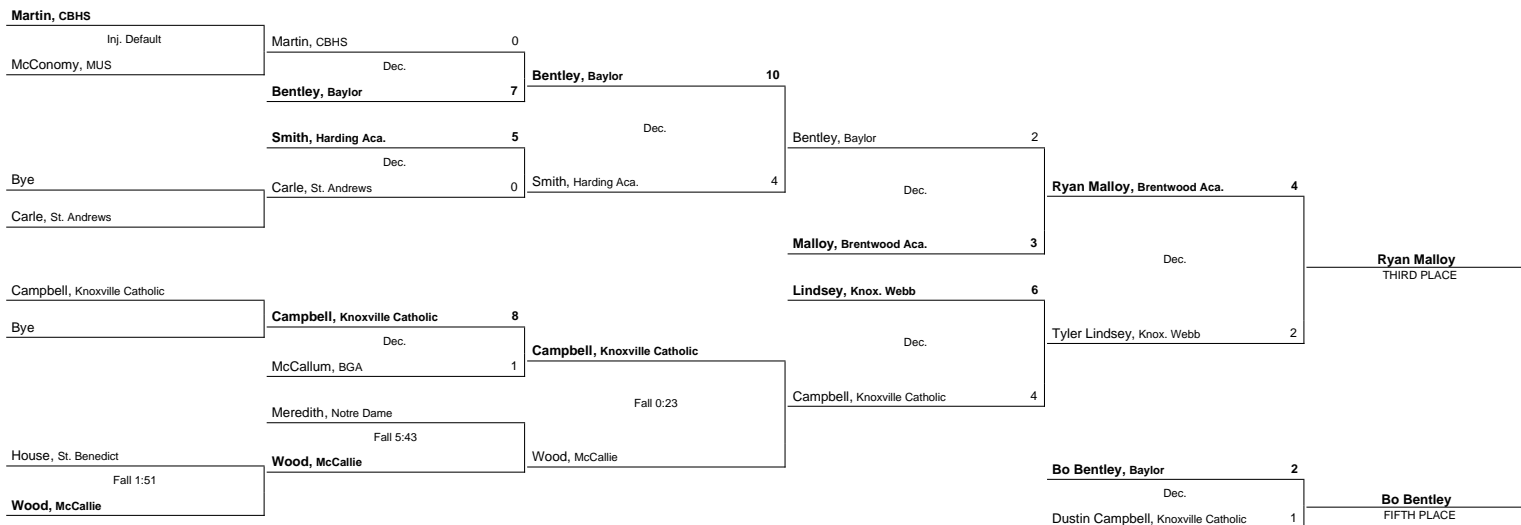 Martin, CBHS
Inj. Default
McConomy, MUS
Bye
Carle, St. Andrews
Campbell, Knoxville Catholic
Bye
House, St. Benedict
Fall 1:51
Wood, McCallie
Martin, CBHS 0
Dec.
Bentley, Baylor 7
Smith, Harding Aca. 5
Dec.
Carle, St. Andrews 0
Campbell, Knoxville Catholic 8
Dec.
McCallum, BGA 1
Meredith, Notre Dame
Fall 5:43
Wood, McCallie
Bentley, Baylor 10
Dec.
Smith, Harding Aca. 4
Campbell, Knoxville Catholic
Fall 0:23
Wood, McCallie
Bentley, Baylor 2
Dec.
Malloy, Brentwood Aca. 3
Lindsey, Knox. Webb 6
Dec.
Campbell, Knoxville Catholic 4
Ryan Malloy, Brentwood Aca. 4
Dec.
Tyler Lindsey, Knox. Webb 2
Ryan Malloy
THIRD PLACE
Bo Bentley, Baylor 2
Dec.
Dustin Campbell, Knoxville Catholic 1
Bo Bentley
FIFTH PLACE